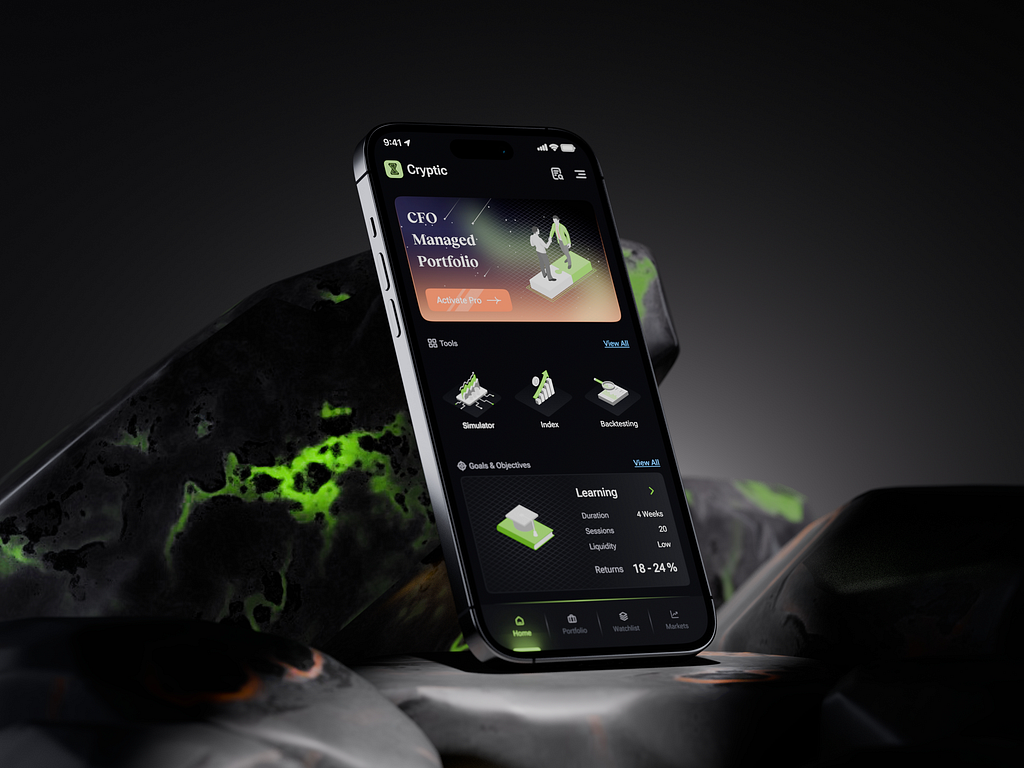 9:41
Cryptic
CFO
Managed
Portfolio
Activate Pro
Tools
View All
Simulator
Index
Backtesting
Goals & Objectives
View All
Learning
Duration 4 Weeks
Sessions 20
Liquidity Low
Returns 18 - 24 %
Home
Portfolio
Watchlist
Markets